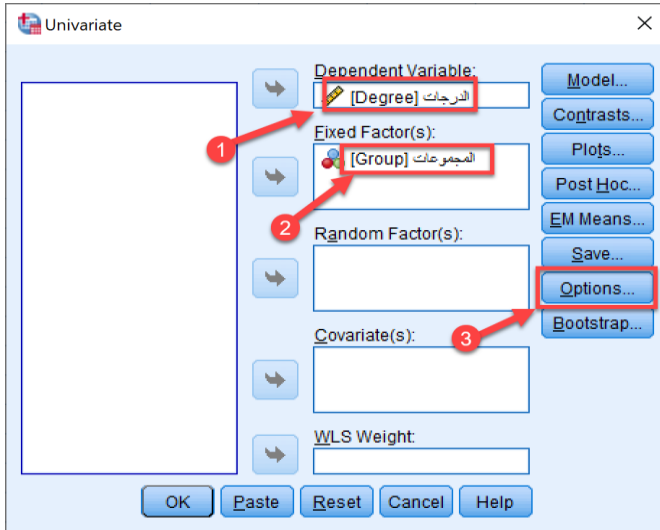 Univariate
Dependent Variable:
الدرجات [Degree]
1
Fixed Factor(s):
المجموعات [Group]
2
Random Factor(s):
Covariate(s):
WLS Weight:
Model...
Contrasts...
Plots...
Post Hoc...
EM Means...
Save...
Options...
3
Bootstrap...
OK
Paste
Reset
Cancel
Help